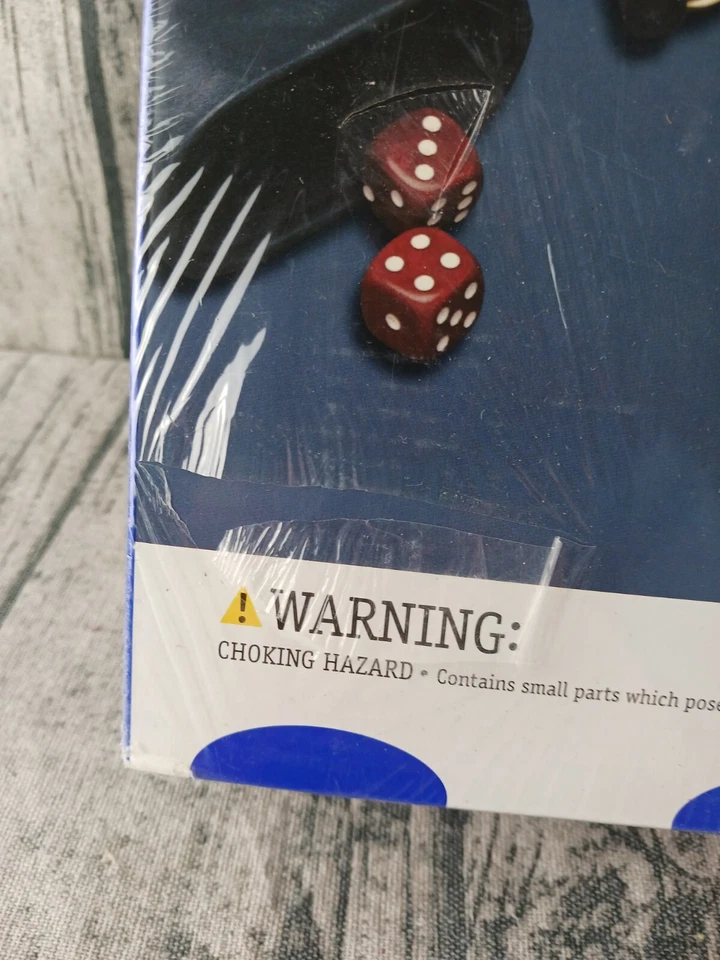 WARNING:
CHOKING HAZARD • Contains small parts which pose